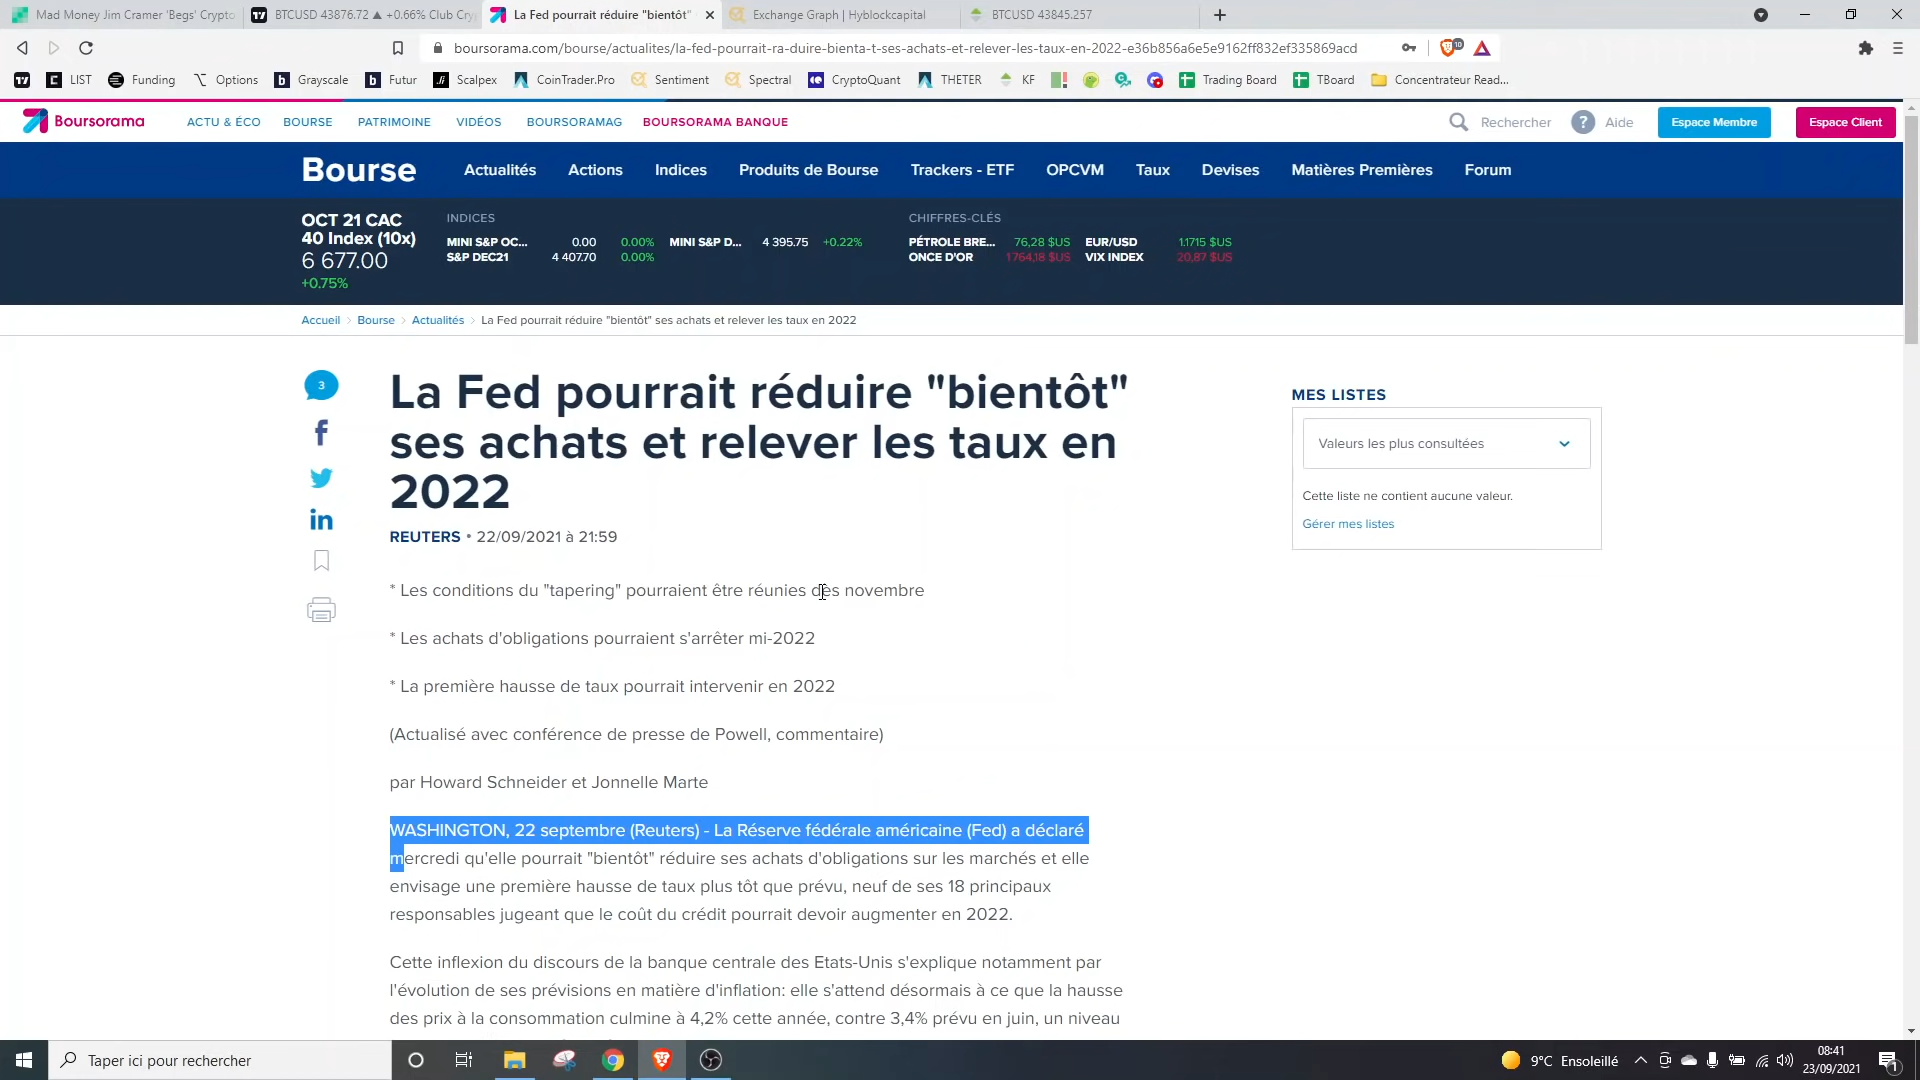 Mad Money Jim Cramer 'Begs' Crypto
BTCUSD 43876.72 ▲ +0.66% Club Cry
La Fed pourrait réduire "bientôt"
Exchange Graph | Hyblockcapital
BTCUSD 43845.257
boursorama.com/bourse/actualites/la-fed-pourrait-ra-duire-bienta-t-ses-achats-et-relever-les-taux-en-2022-e36b856a6e5e9162ff832ef335869acd
10
LIST Funding Options Grayscale Futur Scalpex CoinTrader.Pro Sentiment Spectral CryptoQuant THETER KF Trading Board TBoard Concentrateur Read...
Boursorama ACTU & ÉCO BOURSE PATRIMOINE VIDÉOS BOURSORAMAG BOURSORAMA BANQUE Rechercher ? Aide Espace Membre Espace Client
Bourse Actualités Actions Indices Produits de Bourse Trackers - ETF OPCVM Taux Devises Matières Premières Forum
OCT 21 CAC
40 Index (10x)
6 677.00
+0.75%
INDICES
MINI S&P OC... 0.00 0.00% MINI S&P D... 4 395.75 +0.22%
S&P DEC21 4 407.70 0.00%
CHIFFRES-CLÉS
PÉTROLE BRE... 76,28 $US EUR/USD 1.1715 $US
ONCE D'OR 1 764,18 $US VIX INDEX 20,87 $US
Accueil > Bourse > Actualités > La Fed pourrait réduire "bientôt" ses achats et relever les taux en 2022
3
La Fed pourrait réduire "bientôt"
ses achats et relever les taux en
2022
REUTERS • 22/09/2021 à 21:59
* Les conditions du "tapering" pourraient être réunies dès novembre
* Les achats d'obligations pourraient s'arrêter mi-2022
* La première hausse de taux pourrait intervenir en 2022
(Actualisé avec conférence de presse de Powell, commentaire)
par Howard Schneider et Jonnelle Marte
WASHINGTON, 22 septembre (Reuters) - La Réserve fédérale américaine (Fed) a déclaré
mercredi qu'elle pourrait "bientôt" réduire ses achats d'obligations sur les marchés et elle
envisage une première hausse de taux plus tôt que prévu, neuf de ses 18 principaux
responsables jugeant que le coût du crédit pourrait devoir augmenter en 2022.
Cette inflexion du discours de la banque centrale des Etats-Unis s'explique notamment par
l'évolution de ses prévisions en matière d'inflation: elle s'attend désormais à ce que la hausse
des prix à la consommation culmine à 4,2% cette année, contre 3,4% prévu en juin, un niveau
MES LISTES
Valeurs les plus consultées
Cette liste ne contient aucune valeur.
Gérer mes listes
Taper ici pour rechercher
9°C Ensoleillé
08:41
23/09/2021
1